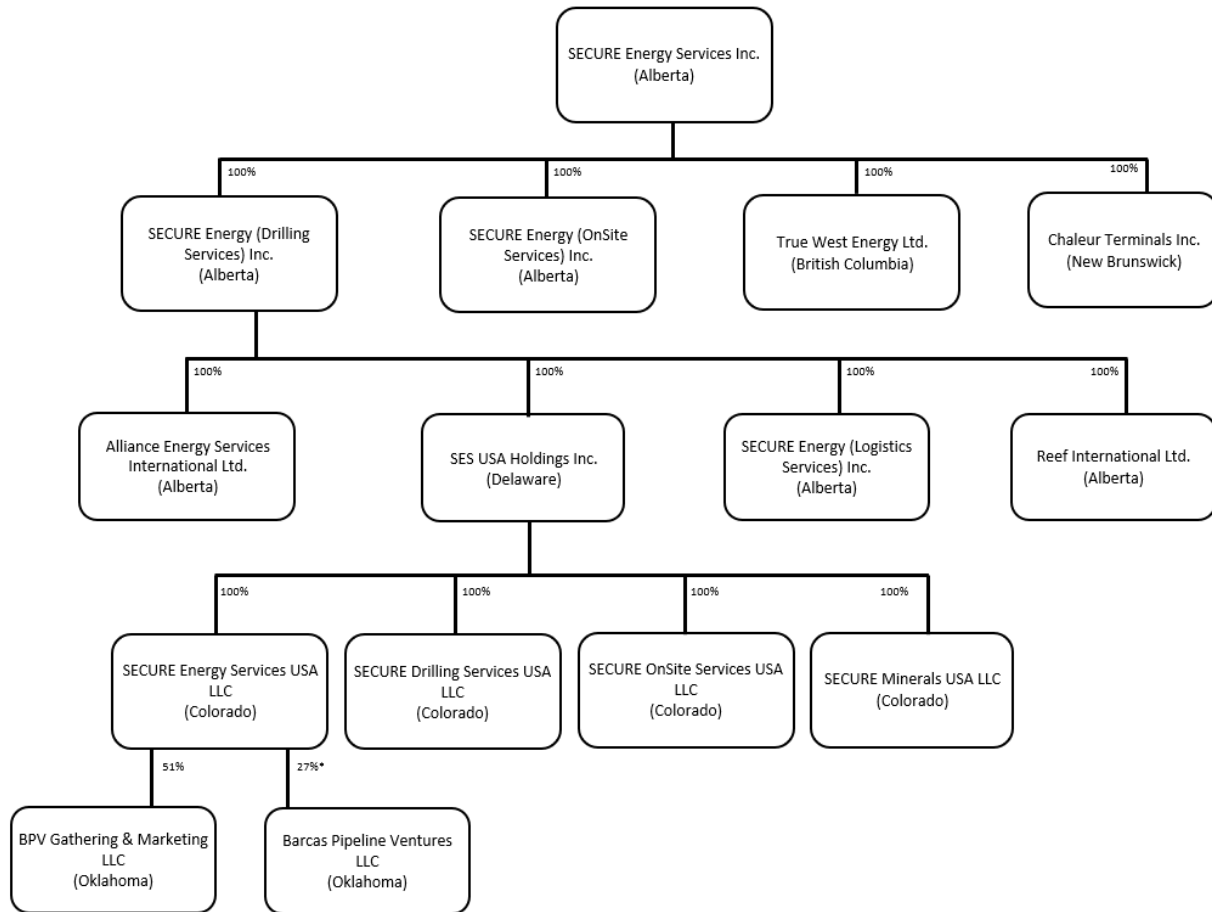 SECURE Energy Services Inc.
(Alberta)
100%
100%
100%
100%
SECURE Energy (Drilling
Services) Inc.
(Alberta)
SECURE Energy (OnSite
Services) Inc.
(Alberta)
True West Energy Ltd.
(British Columbia)
Chaleur Terminals Inc.
(New Brunswick)
100%
100%
100%
100%
Alliance Energy Services
International Ltd.
(Alberta)
SES USA Holdings Inc.
(Delaware)
SECURE Energy (Logistics
Services) Inc.
(Alberta)
Reef International Ltd.
(Alberta)
100%
100%
100%
100%
SECURE Energy Services USA
LLC
(Colorado)
SECURE Drilling Services USA
LLC
(Colorado)
SECURE OnSite Services USA
LLC
(Colorado)
SECURE Minerals USA LLC
(Colorado)
51%
27%*
BPV Gathering & Marketing
LLC
(Oklahoma)
Barcas Pipeline Ventures
LLC
(Oklahoma)